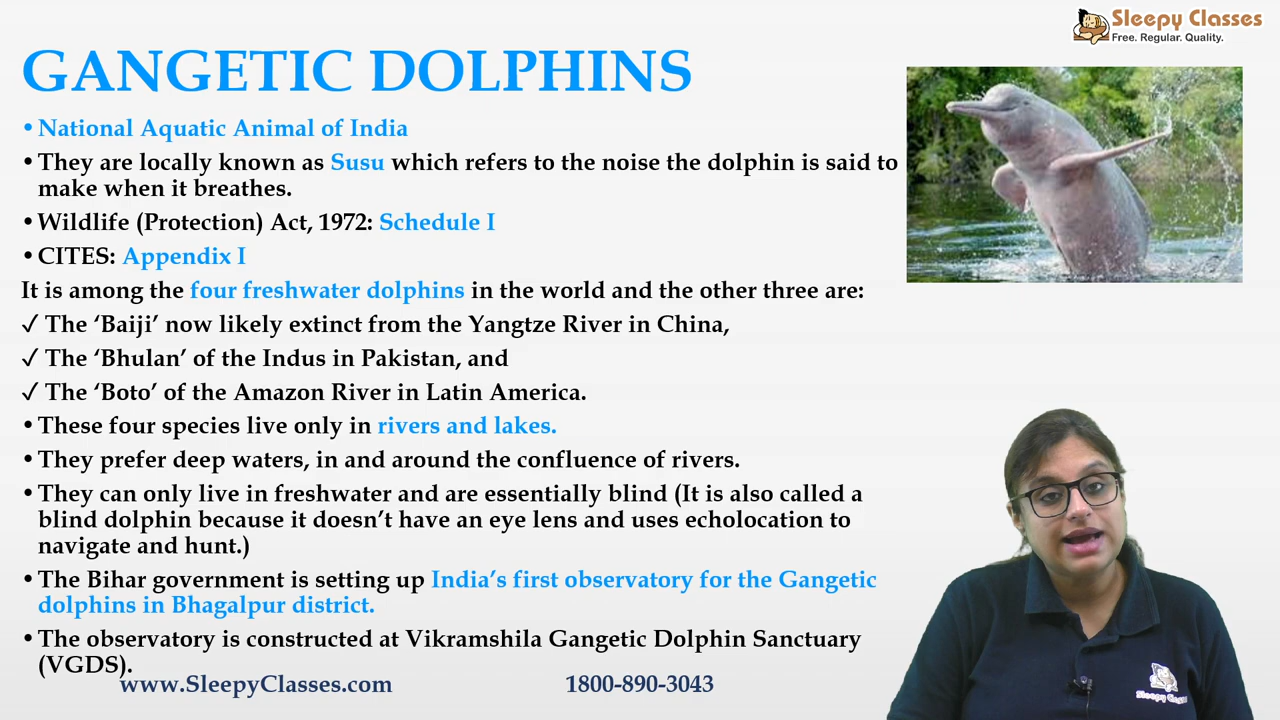 Sleepy Classes
Free. Regular. Quality.
GANGETIC DOLPHINS
• National Aquatic Animal of India
• They are locally known as Susu which refers to the noise the dolphin is said to
make when it breathes.
• Wildlife (Protection) Act, 1972: Schedule I
• CITES: Appendix I
It is among the four freshwater dolphins in the world and the other three are:
✓ The ‘Baiji’ now likely extinct from the Yangtze River in China,
✓ The ‘Bhulan’ of the Indus in Pakistan, and
✓ The ‘Boto’ of the Amazon River in Latin America.
• These four species live only in rivers and lakes.
• They prefer deep waters, in and around the confluence of rivers.
• They can only live in freshwater and are essentially blind (It is also called a
blind dolphin because it doesn’t have an eye lens and uses echolocation to
navigate and hunt.)
• The Bihar government is setting up India’s first observatory for the Gangetic
dolphins in Bhagalpur district.
• The observatory is constructed at Vikramshila Gangetic Dolphin Sanctuary
(VGDS).
www.SleepyClasses.com 1800-890-3043
Sleepy Classes